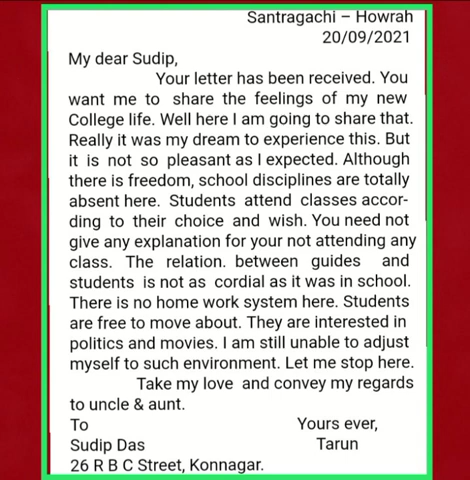 Santragachi – Howrah
20/09/2021
My dear Sudip,
Your letter has been received. You
want me to share the feelings of my new
College life. Well here I am going to share that.
Really it was my dream to experience this. But
it is not so pleasant as I expected. Although
there is freedom, school disciplines are totally
absent here. Students attend classes accor-
ding to their choice and wish. You need not
give any explanation for your not attending any
class. The relation. between guides and
students is not as cordial as it was in school.
There is no home work system here. Students
are free to move about. They are interested in
politics and movies. I am still unable to adjust
myself to such environment. Let me stop here.
Take my love and convey my regards
to uncle & aunt.
To Yours ever,
Sudip Das Tarun
26 R B C Street, Konnagar.